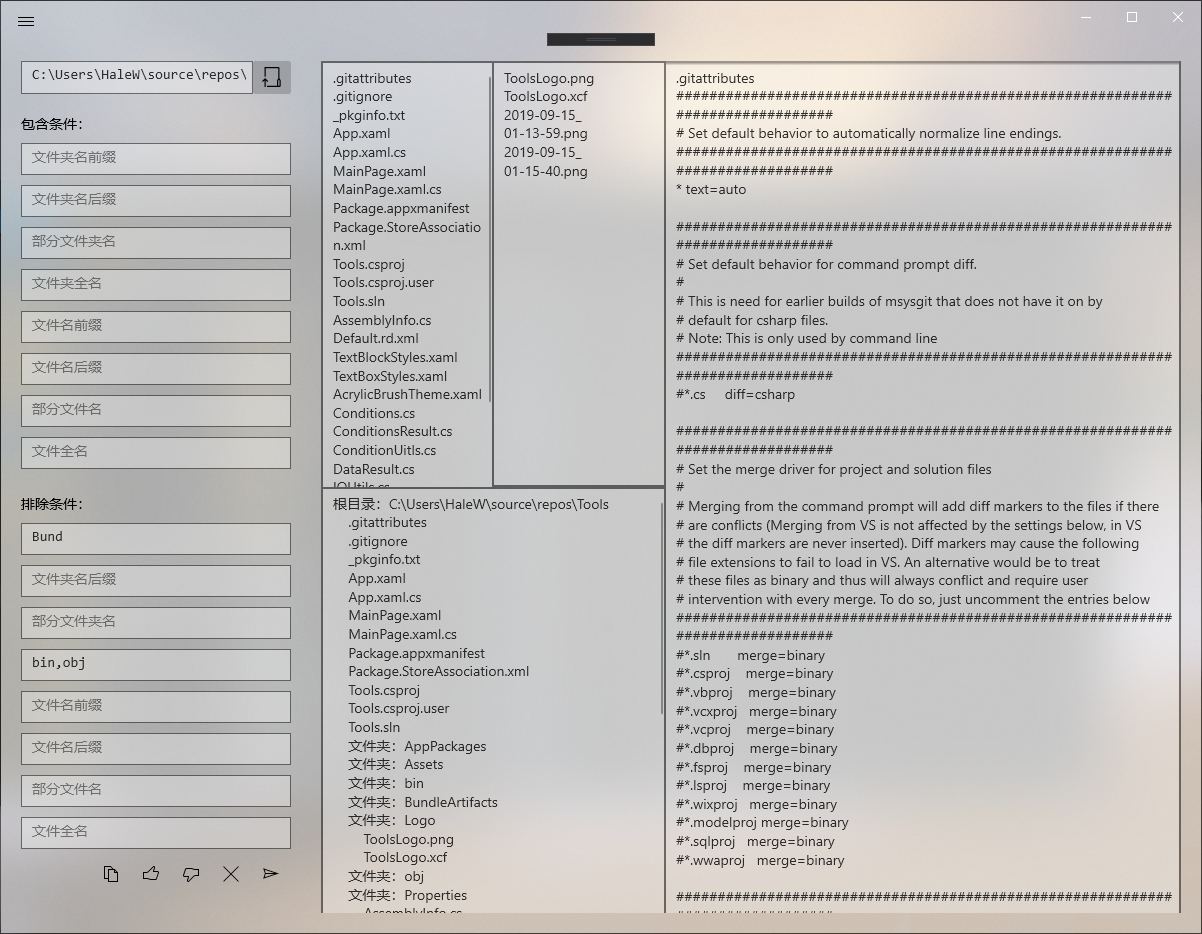 C:\Users\HaleW\source\repos\
包含条件：
文件夹名前缀
文件夹名后缀
部分文件夹名
文件夹全名
文件名前缀
文件名后缀
部分文件名
文件全名
排除条件：
Bund
文件夹名后缀
部分文件夹名
bin,obj
文件名前缀
文件名后缀
部分文件名
文件全名
.gitattributes
.gitignore
_pkginfo.txt
App.xaml
App.xaml.cs
MainPage.xaml
MainPage.xaml.cs
Package.appxmanifest
Package.StoreAssociatio
n.xml
Tools.csproj
Tools.csproj.user
Tools.sln
AssemblyInfo.cs
Default.rd.xml
TextBlockStyles.xaml
TextBoxStyles.xaml
AcrylicBrushTheme.xaml
Conditions.cs
ConditionsResult.cs
ConditionUitls.cs
DataResult.cs
IOUtils.cs
ToolsLogo.png
ToolsLogo.xcf
2019-09-15_
01-13-59.png
2019-09-15_
01-15-40.png
根目录：C:\Users\HaleW\source\repos\Tools
.gitattributes
.gitignore
_pkginfo.txt
App.xaml
App.xaml.cs
MainPage.xaml
MainPage.xaml.cs
Package.appxmanifest
Package.StoreAssociation.xml
Tools.csproj
Tools.csproj.user
Tools.sln
文件夹：AppPackages
文件夹：Assets
文件夹：bin
文件夹：BundleArtifacts
文件夹：Logo
ToolsLogo.png
ToolsLogo.xcf
文件夹：obj
文件夹：Properties
AssemblyInfo.cs
.gitattributes
############################################################
###################
# Set default behavior to automatically normalize line endings.
############################################################
###################
* text=auto
############################################################
###################
# Set default behavior for command prompt diff.
#
# This is need for earlier builds of msysgit that does not have it on by
# default for csharp files.
# Note: This is only used by command line
############################################################
###################
#*.cs     diff=csharp
############################################################
###################
# Set the merge driver for project and solution files
#
# Merging from the command prompt will add diff markers to the files if there
# are conflicts (Merging from VS is not affected by the settings below, in VS
# the diff markers are never inserted). Diff markers may cause the following
# file extensions to fail to load in VS. An alternative would be to treat
# these files as binary and thus will always conflict and require user
# intervention with every merge. To do so, just uncomment the entries below
############################################################
###################
#*.sln       merge=binary
#*.csproj    merge=binary
#*.vbproj    merge=binary
#*.vcxproj   merge=binary
#*.vcproj    merge=binary
#*.dbproj    merge=binary
#*.fsproj    merge=binary
#*.lsproj    merge=binary
#*.wixproj   merge=binary
#*.modelproj merge=binary
#*.sqlproj   merge=binary
#*.wwaproj   merge=binary
############################################################
###################